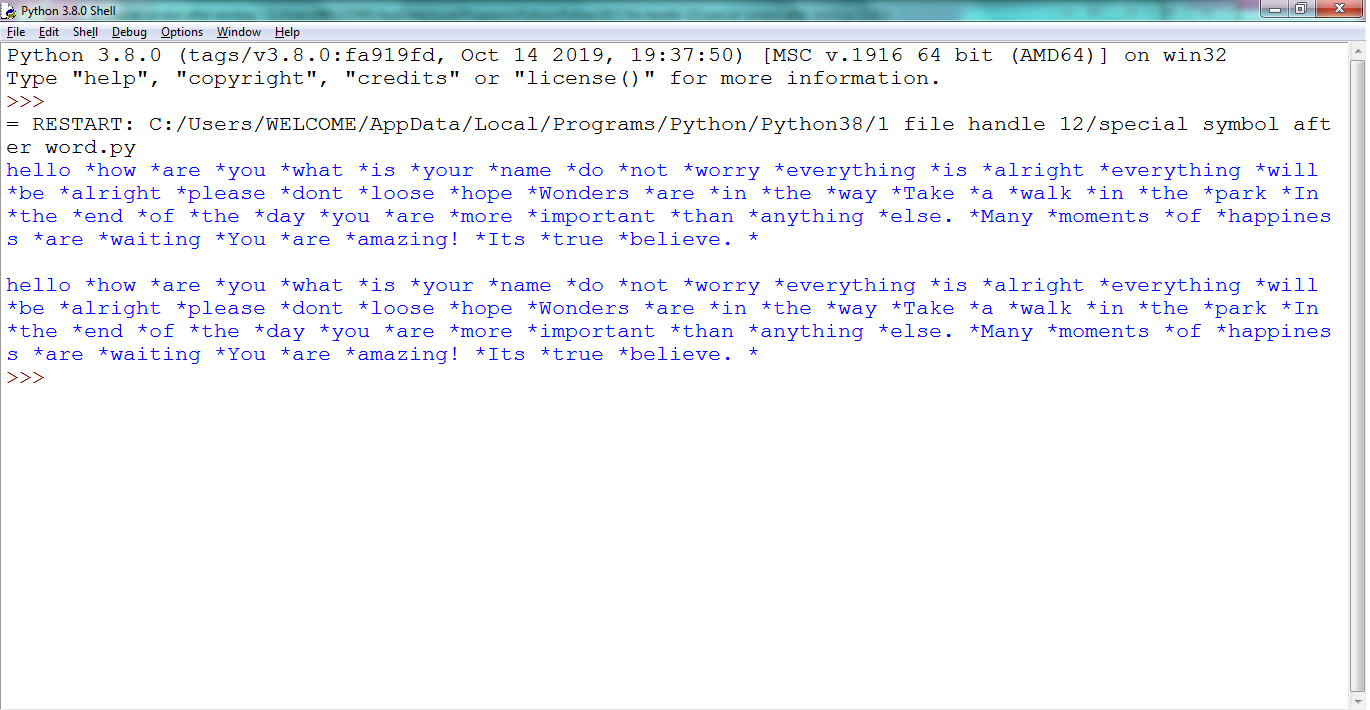 Python 3.8.0 Shell
File Edit Shell Debug Options Window Help
Python 3.8.0 (tags/v3.8.0:fa919fd, Oct 14 2019, 19:37:50) [MSC v.1916 64 bit (AMD64)] on win32
Type "help", "copyright", "credits" or "license()" for more information.
>>>
= RESTART: C:/Users/WELCOME/AppData/Local/Programs/Python/Python38/1 file handle 12/special symbol aft
er word.py
hello *how *are *you *what *is *your *name *do *not *worry *everything *is *alright *everything *will
*be *alright *please *dont *loose *hope *Wonders *are *in *the *way *Take *a *walk *in *the *park *In
*the *end *of *the *day *you *are *more *important *than *anything *else. *Many *moments *of *happines
s *are *waiting *You *are *amazing! *Its *true *believe. *
hello *how *are *you *what *is *your *name *do *not *worry *everything *is *alright *everything *will
*be *alright *please *dont *loose *hope *Wonders *are *in *the *way *Take *a *walk *in *the *park *In
*the *end *of *the *day *you *are *more *important *than *anything *else. *Many *moments *of *happines
s *are *waiting *You *are *amazing! *Its *true *believe. *
>>>